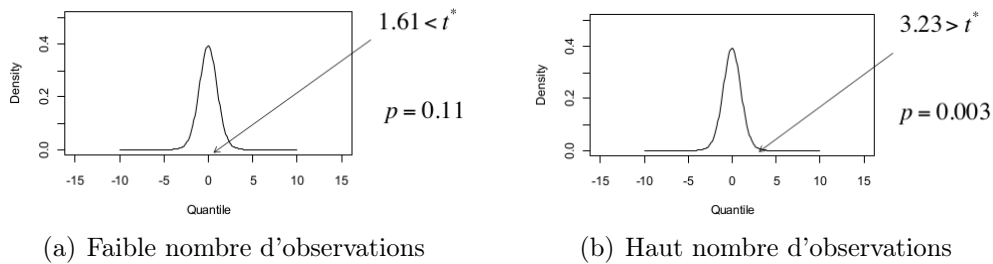 1.61 < t*
p = 0.11
Density
0.0 0.2 0.4
-15 -10 -5 0 5 10 15
Quantile
(a) Faible nombre d'observations
3.23 > t*
p = 0.003
Density
0.0 0.2 0.4
-15 -10 -5 0 5 10 15
Quantile
(b) Haut nombre d'observations